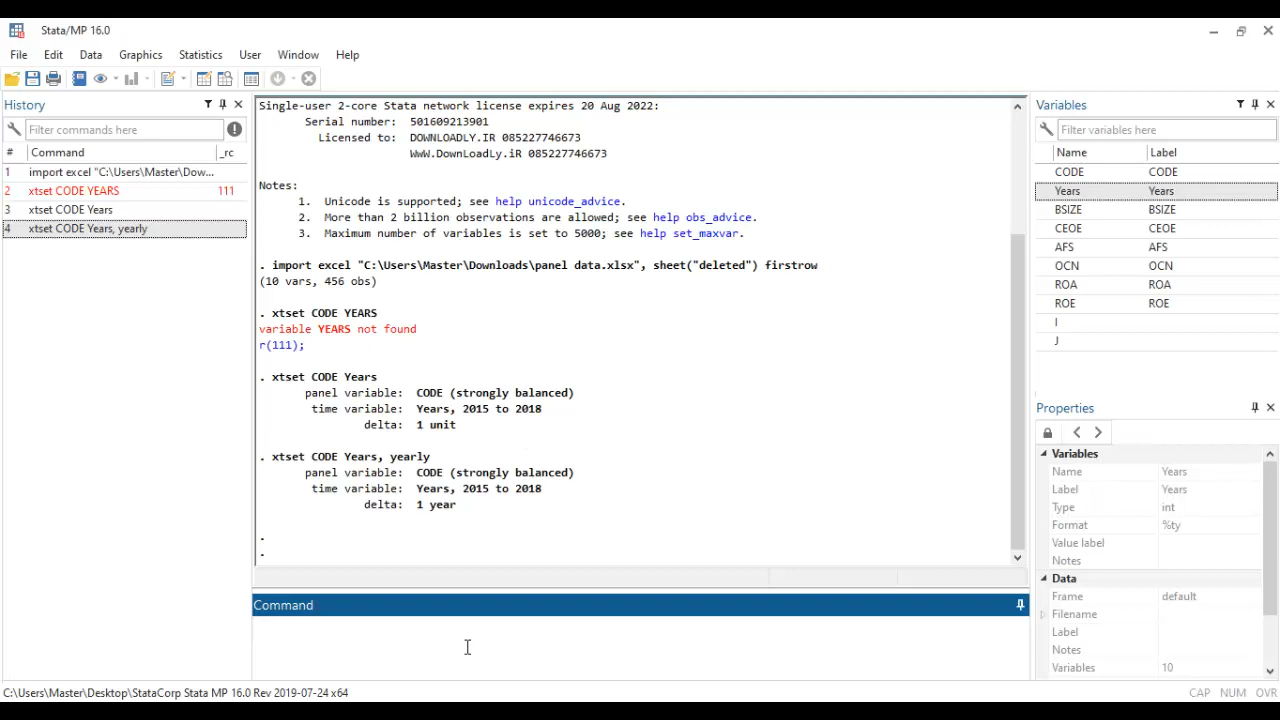 Stata/MP 16.0
File Edit Data Graphics Statistics User Window Help
History
Filter commands here
# Command _rc
1 import excel "C:\Users\Master\Dow...
2 xtset CODE YEARS 111
3 xtset CODE Years
4 xtset CODE Years, yearly
Single-user 2-core Stata network license expires 20 Aug 2022:
Serial number: 501609213901
Licensed to: DOWNLOADLY.IR 085227746673
WwW.DownLoadLy.iR 085227746673
Notes:
1. Unicode is supported; see help unicode_advice.
2. More than 2 billion observations are allowed; see help obs_advice.
3. Maximum number of variables is set to 5000; see help set_maxvar.
. import excel "C:\Users\Master\Downloads\panel data.xlsx", sheet("deleted") firstrow
(10 vars, 456 obs)
. xtset CODE YEARS
variable YEARS not found
r(111);
. xtset CODE Years
panel variable: CODE (strongly balanced)
time variable: Years, 2015 to 2018
delta: 1 unit
. xtset CODE Years, yearly
panel variable: CODE (strongly balanced)
time variable: Years, 2015 to 2018
delta: 1 year
.
.
Command
Variables
Filter variables here
Name Label
CODE CODE
Years Years
BSIZE BSIZE
CEOE CEOE
AFS AFS
OCN OCN
ROA ROA
ROE ROE
I
J
Properties
Variables
Name Years
Label Years
Type int
Format %ty
Value label
Notes
Data
Frame default
Filename
Label
Notes
Variables 10
C:\Users\Master\Desktop\StataCorp Stata MP 16.0 Rev 2019-07-24 x64
CAP NUM OVR